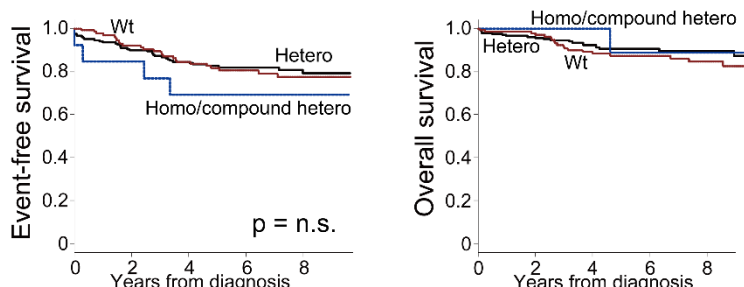 Event-free survival
1.0
0.8
0.6
0.4
0.2
0
Wt
Hetero
Homo/compound hetero
p = n.s.
0 2 4 6 8
Years from diagnosis
Overall survival
1.0
0.8
0.6
0.4
0.2
0
Homo/compound hetero
Hetero
Wt
0 2 4 6 8
Years from diagnosis